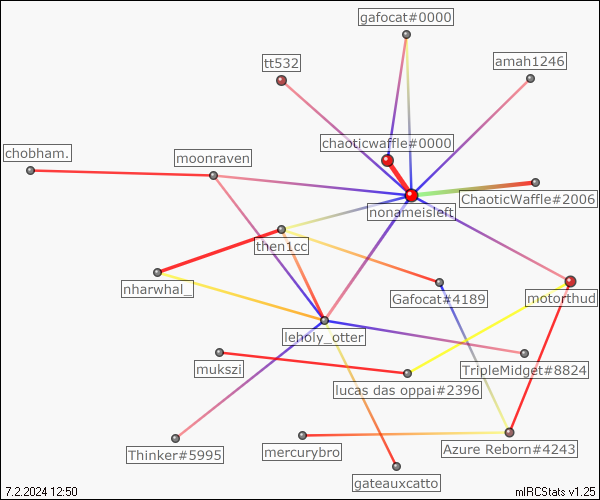 gafocat#0000
tt532
amah1246
chaoticwaffle#0000
chobham.
moonraven
ChaoticWaffle#2006
nonameisleft
then1cc
nharwhal_
Gafocat#4189
motorthud
leholy_otter
mukszi
TripleMidget#8824
lucas das oppai#2396
Thinker#5995
mercurybro
Azure Reborn#4243
gateauxcatto
7.2.2024 12:50
mIRCStats v1.25